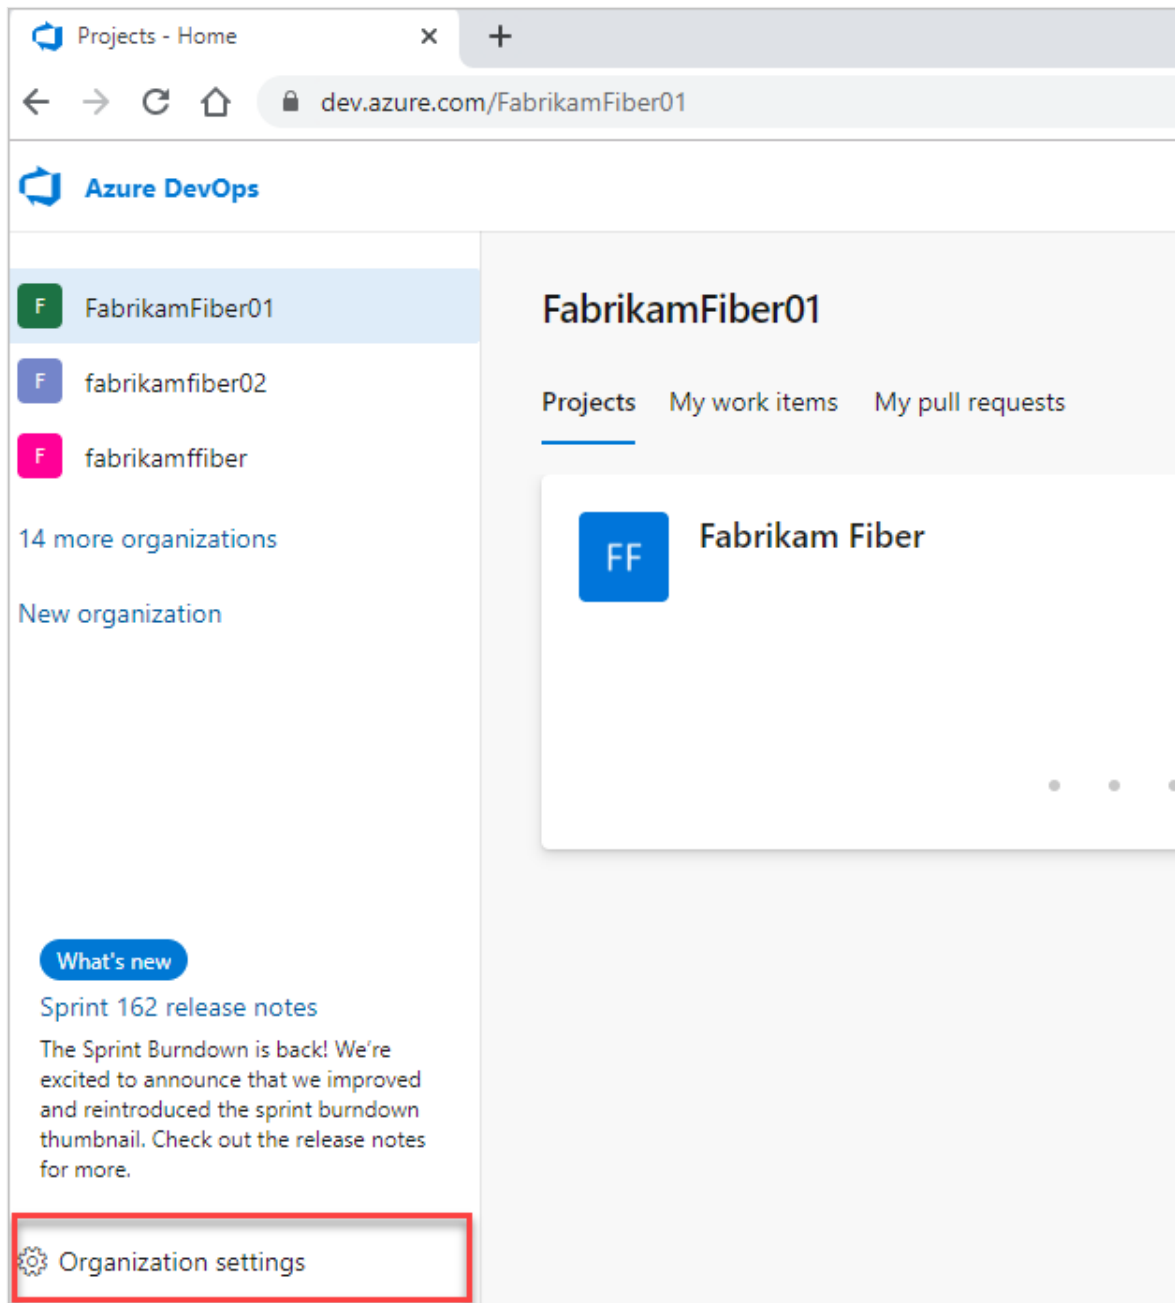 Projects - Home
dev.azure.com/FabrikamFiber01
Azure DevOps
F FabrikamFiber01
F fabrikamfiber02
F fabrikamffiber
14 more organizations
New organization
What's new
Sprint 162 release notes
The Sprint Burndown is back! We're
excited to announce that we improved
and reintroduced the sprint burndown
thumbnail. Check out the release notes
for more.
Organization settings
FabrikamFiber01
Projects My work items My pull requests
FF Fabrikam Fiber